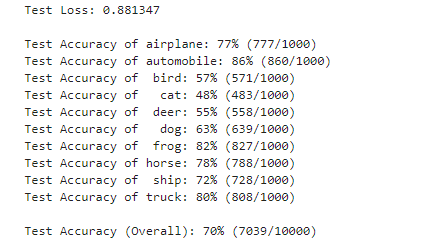 Test Loss: 0.881347
Test Accuracy of airplane: 77% (777/1000)
Test Accuracy of automobile: 86% (860/1000)
Test Accuracy of  bird: 57% (571/1000)
Test Accuracy of   cat: 48% (483/1000)
Test Accuracy of  deer: 55% (558/1000)
Test Accuracy of   dog: 63% (639/1000)
Test Accuracy of  frog: 82% (827/1000)
Test Accuracy of horse: 78% (788/1000)
Test Accuracy of  ship: 72% (728/1000)
Test Accuracy of truck: 80% (808/1000)
Test Accuracy (Overall): 70% (7039/10000)